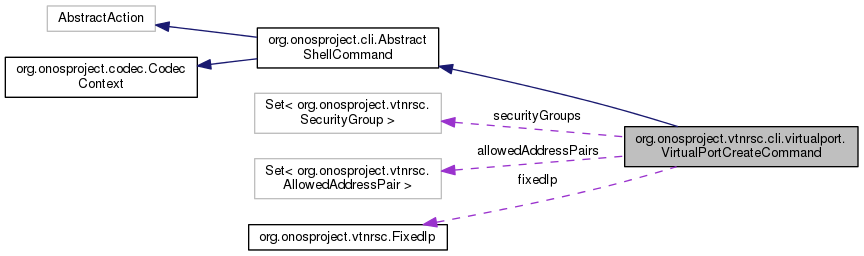 AbstractAction
org.onosproject.cli.Abstract
ShellCommand
org.onosproject.codec.Codec
Context
Set< org.onosproject.vtnrsc.
SecurityGroup >
securityGroups
org.onosproject.vtnrsc.cli.virtualport.
VirtualPortCreateCommand
allowedAddressPairs
Set< org.onosproject.vtnrsc.
AllowedAddressPair >
fixedIp
org.onosproject.vtnrsc.FixedIp